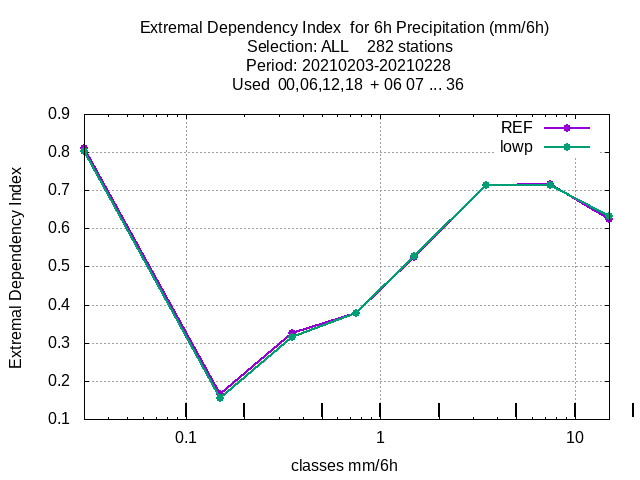 Extremal Dependency Index  for 6h Precipitation (mm/6h)
Selection: ALL    282 stations
Period: 20210203-20210228
Used  00,06,12,18  + 06 07 ... 36
REF
lowp
0.9
0.8
0.7
0.6
0.5
0.4
0.3
0.2
0.1
Extremal Dependency Index
0.1
1
10
classes mm/6h